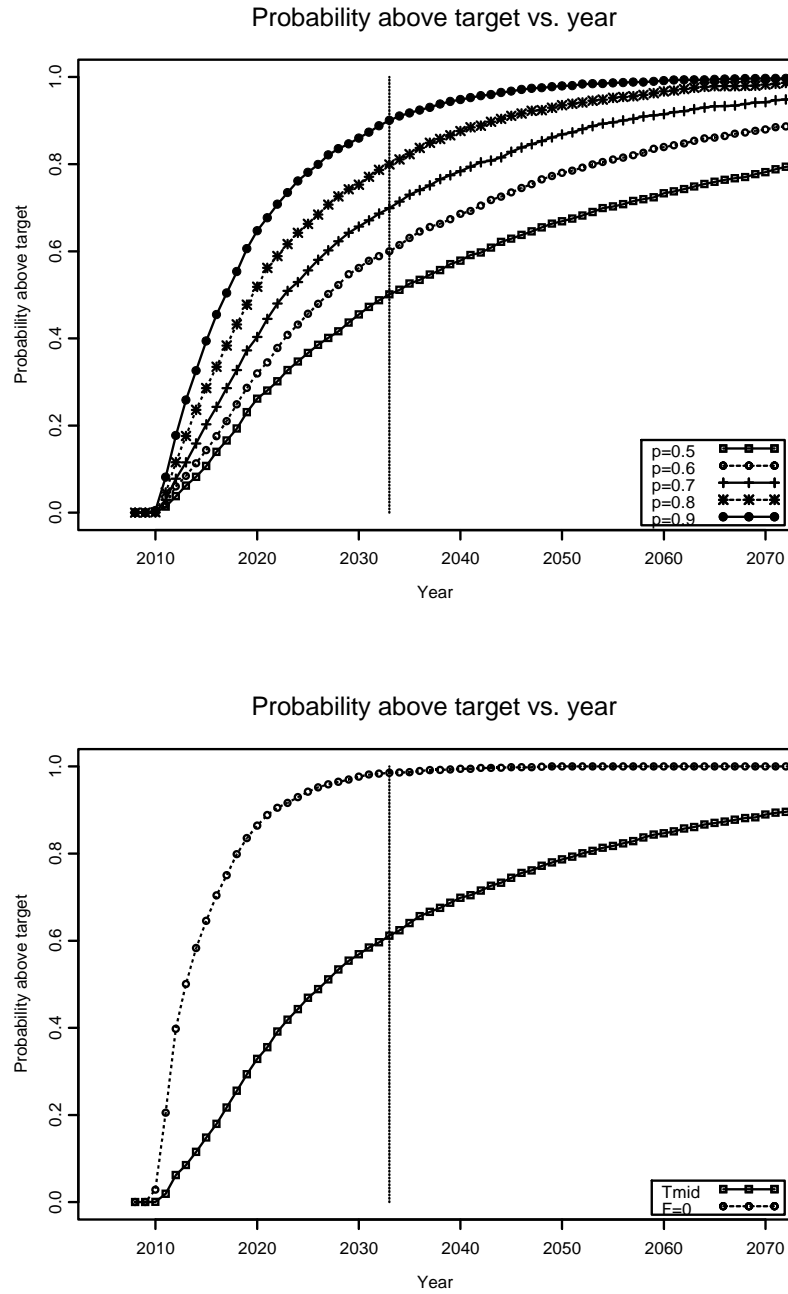 Probability above target vs. year
Probability above target
1.0
0.8
0.6
0.4
0.2
0.0
p=0.5
p=0.6
p=0.7
p=0.8
p=0.9
2010 2020 2030 2040 2050 2060 2070
Year
Probability above target vs. year
Probability above target
1.0
0.8
0.6
0.4
0.2
0.0
Tmid
F=0
2010 2020 2030 2040 2050 2060 2070
Year